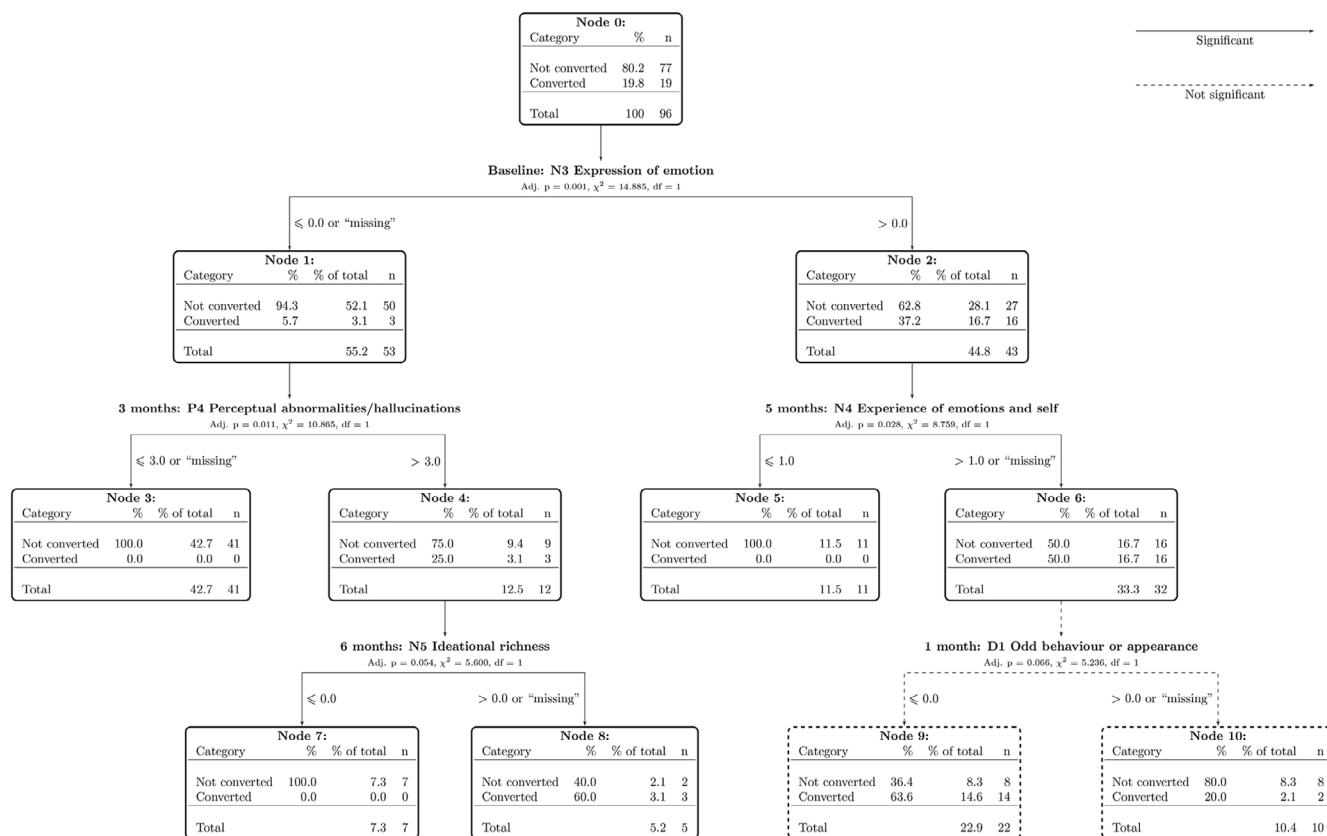 Node 0:
Category % n
Not converted 80.2 77
Converted 19.8 19
Total 100 96
Significant
Not significant
Baseline: N3 Expression of emotion
Adj. p = 0.001, χ² = 14.885, df = 1
⩽ 0.0 or “missing”
> 0.0
Node 1:
Category % % of total n
Not converted 94.3 52.1 50
Converted 5.7 3.1 3
Total 55.2 53
Node 2:
Category % % of total n
Not converted 62.8 28.1 27
Converted 37.2 16.7 16
Total 44.8 43
3 months: P4 Perceptual abnormalities/hallucinations
Adj. p = 0.011, χ² = 10.865, df = 1
5 months: N4 Experience of emotions and self
Adj. p = 0.028, χ² = 8.759, df = 1
⩽ 3.0 or “missing”
> 3.0
⩽ 1.0
> 1.0 or “missing”
Node 3:
Category % % of total n
Not converted 100.0 42.7 41
Converted 0.0 0.0 0
Total 42.7 41
Node 4:
Category % % of total n
Not converted 75.0 9.4 9
Converted 25.0 3.1 3
Total 12.5 12
Node 5:
Category % % of total n
Not converted 100.0 11.5 11
Converted 0.0 0.0 0
Total 11.5 11
Node 6:
Category % % of total n
Not converted 50.0 16.7 16
Converted 50.0 16.7 16
Total 33.3 32
6 months: N5 Ideational richness
Adj. p = 0.054, χ² = 5.600, df = 1
1 month: D1 Odd behaviour or appearance
Adj. p = 0.066, χ² = 5.236, df = 1
⩽ 0.0
> 0.0 or “missing”
⩽ 0.0
> 0.0 or “missing”
Node 7:
Category % % of total n
Not converted 100.0 7.3 7
Converted 0.0 0.0 0
Total 7.3 7
Node 8:
Category % % of total n
Not converted 40.0 2.1 2
Converted 60.0 3.1 3
Total 5.2 5
Node 9:
Category % % of total n
Not converted 36.4 8.3 8
Converted 63.6 14.6 14
Total 22.9 22
Node 10:
Category % % of total n
Not converted 80.0 8.3 8
Converted 20.0 2.1 2
Total 10.4 10